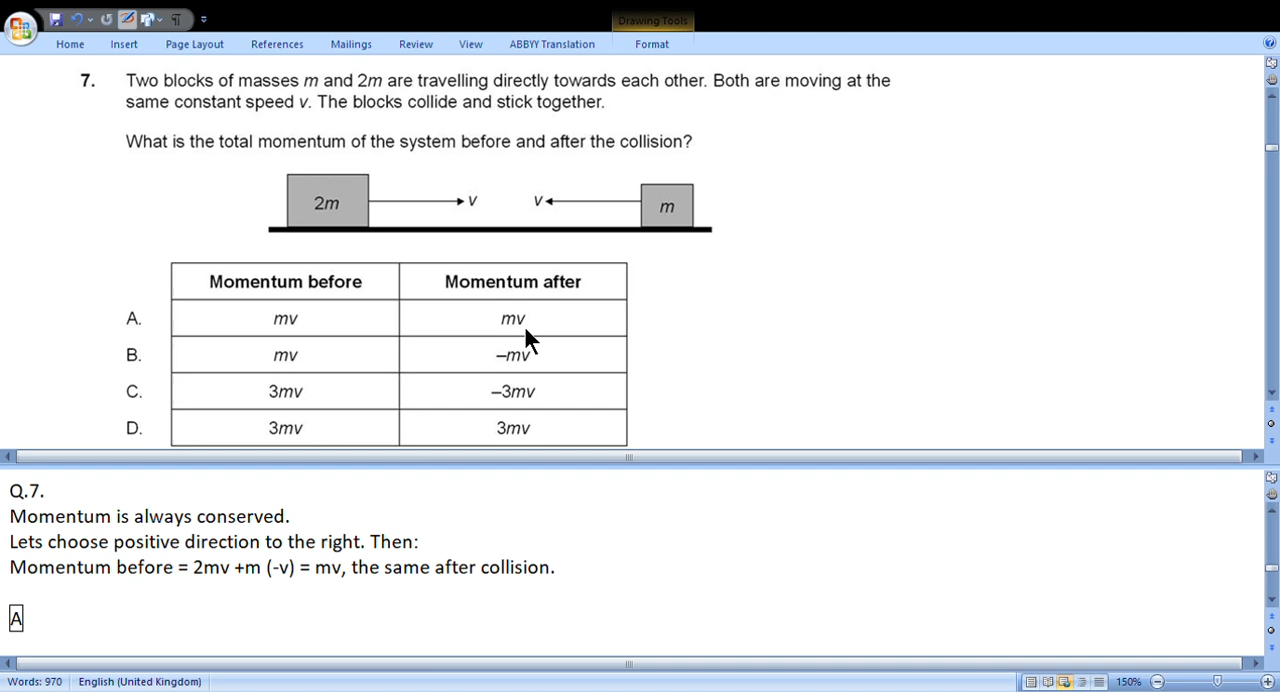 Drawing Tools
Home Insert Page Layout References Mailings Review View ABBYY Translation Format
7. Two blocks of masses m and 2m are travelling directly towards each other. Both are moving at the
same constant speed v. The blocks collide and stick together.
What is the total momentum of the system before and after the collision?
2m v v m
Momentum before Momentum after
A. mv mv
B. mv –mv
C. 3mv –3mv
D. 3mv 3mv
Q.7.
Momentum is always conserved.
Lets choose positive direction to the right. Then:
Momentum before = 2mv +m (-v) = mv, the same after collision.
A
Words: 970 English (United Kingdom) 150%